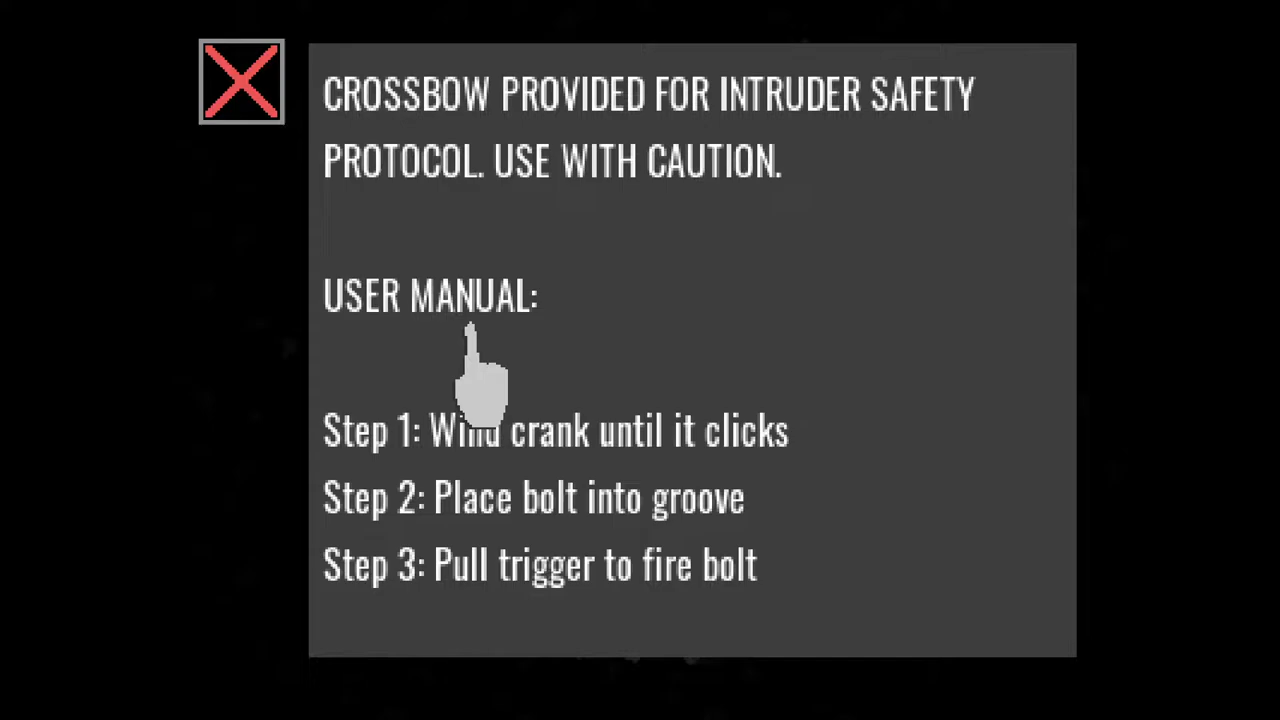 CROSSBOW PROVIDED FOR INTRUDER SAFETY
PROTOCOL. USE WITH CAUTION.
USER MANUAL:
Step 1: Wind crank until it clicks
Step 2: Place bolt into groove
Step 3: Pull trigger to fire bolt